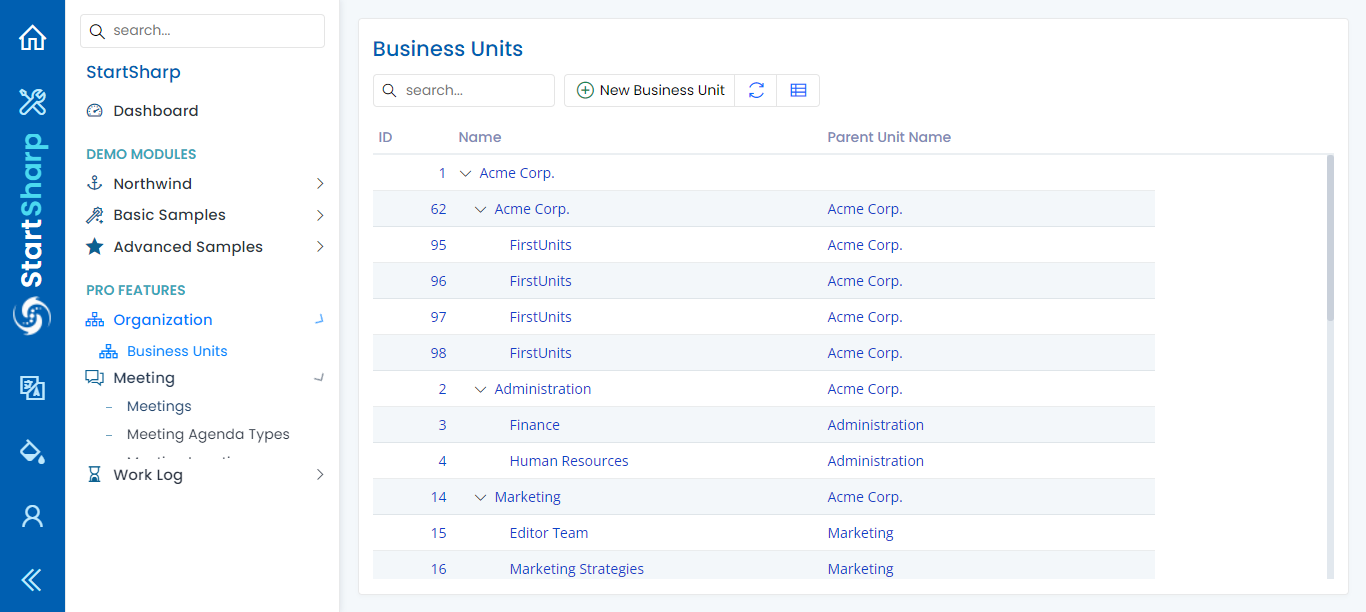 StartSharp
search...
StartSharp
Dashboard
DEMO MODULES
Northwind
Basic Samples
Advanced Samples
PRO FEATURES
Organization
Business Units
Meeting
Meetings
Meeting Agenda Types
Work Log
Business Units
search...
New Business Unit
ID Name Parent Unit Name
1 Acme Corp.
62 Acme Corp. Acme Corp.
95 FirstUnits Acme Corp.
96 FirstUnits Acme Corp.
97 FirstUnits Acme Corp.
98 FirstUnits Acme Corp.
2 Administration Acme Corp.
3 Finance Administration
4 Human Resources Administration
14 Marketing Acme Corp.
15 Editor Team Marketing
16 Marketing Strategies Marketing